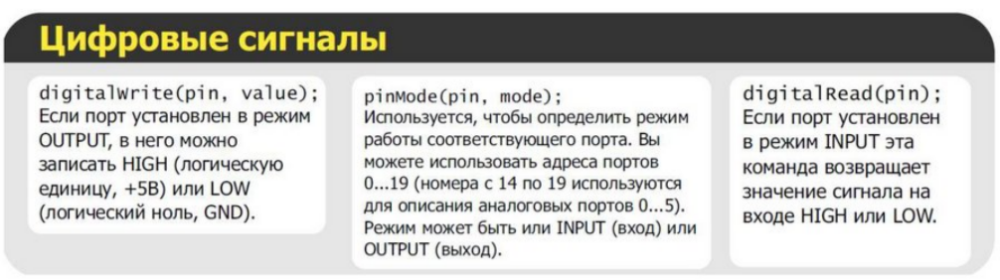 Цифровые сигналы
digitalWrite(pin, value);
Если порт установлен в режим
OUTPUT, в него можно
записать HIGH (логическую
единицу, +5В) или LOW
(логический ноль, GND).
pinMode(pin, mode);
Используется, чтобы определить режим
работы соответствующего порта. Вы
можете использовать адреса портов
0...19 (номера с 14 по 19 используются
для описания аналоговых портов 0...5).
Режим может быть или INPUT (вход) или
OUTPUT (выход).
digitalRead(pin);
Если порт установлен
в режим INPUT эта
команда возвращает
значение сигнала на
входе HIGH или LOW.